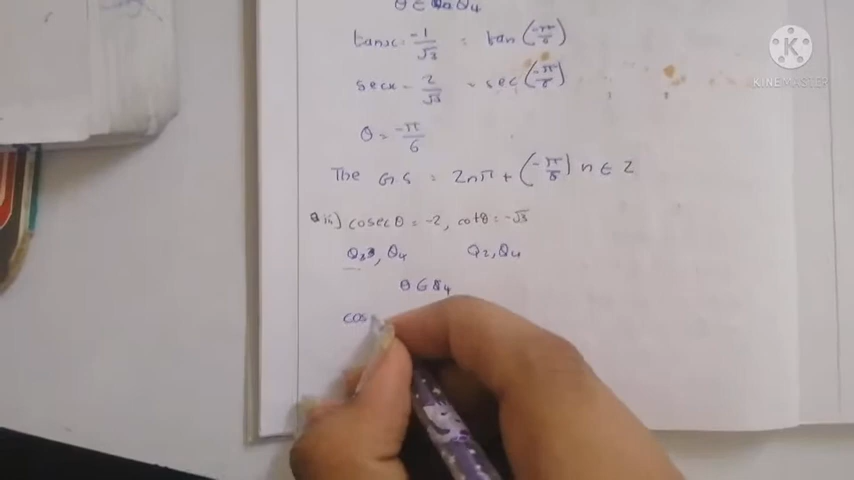 θ ∈ Q4
tanx = -1/√3 = tan (-π/6)
secx = 2/√3 = sec (-π/6)
θ = -π/6
The G.S = 2nπ + (-π/6) n ∈ Z
iii) cosecθ = -2, cotθ = -√3
Q3, Q4 Q2, Q4
θ ∈ Q4
cos
KINEMASTER